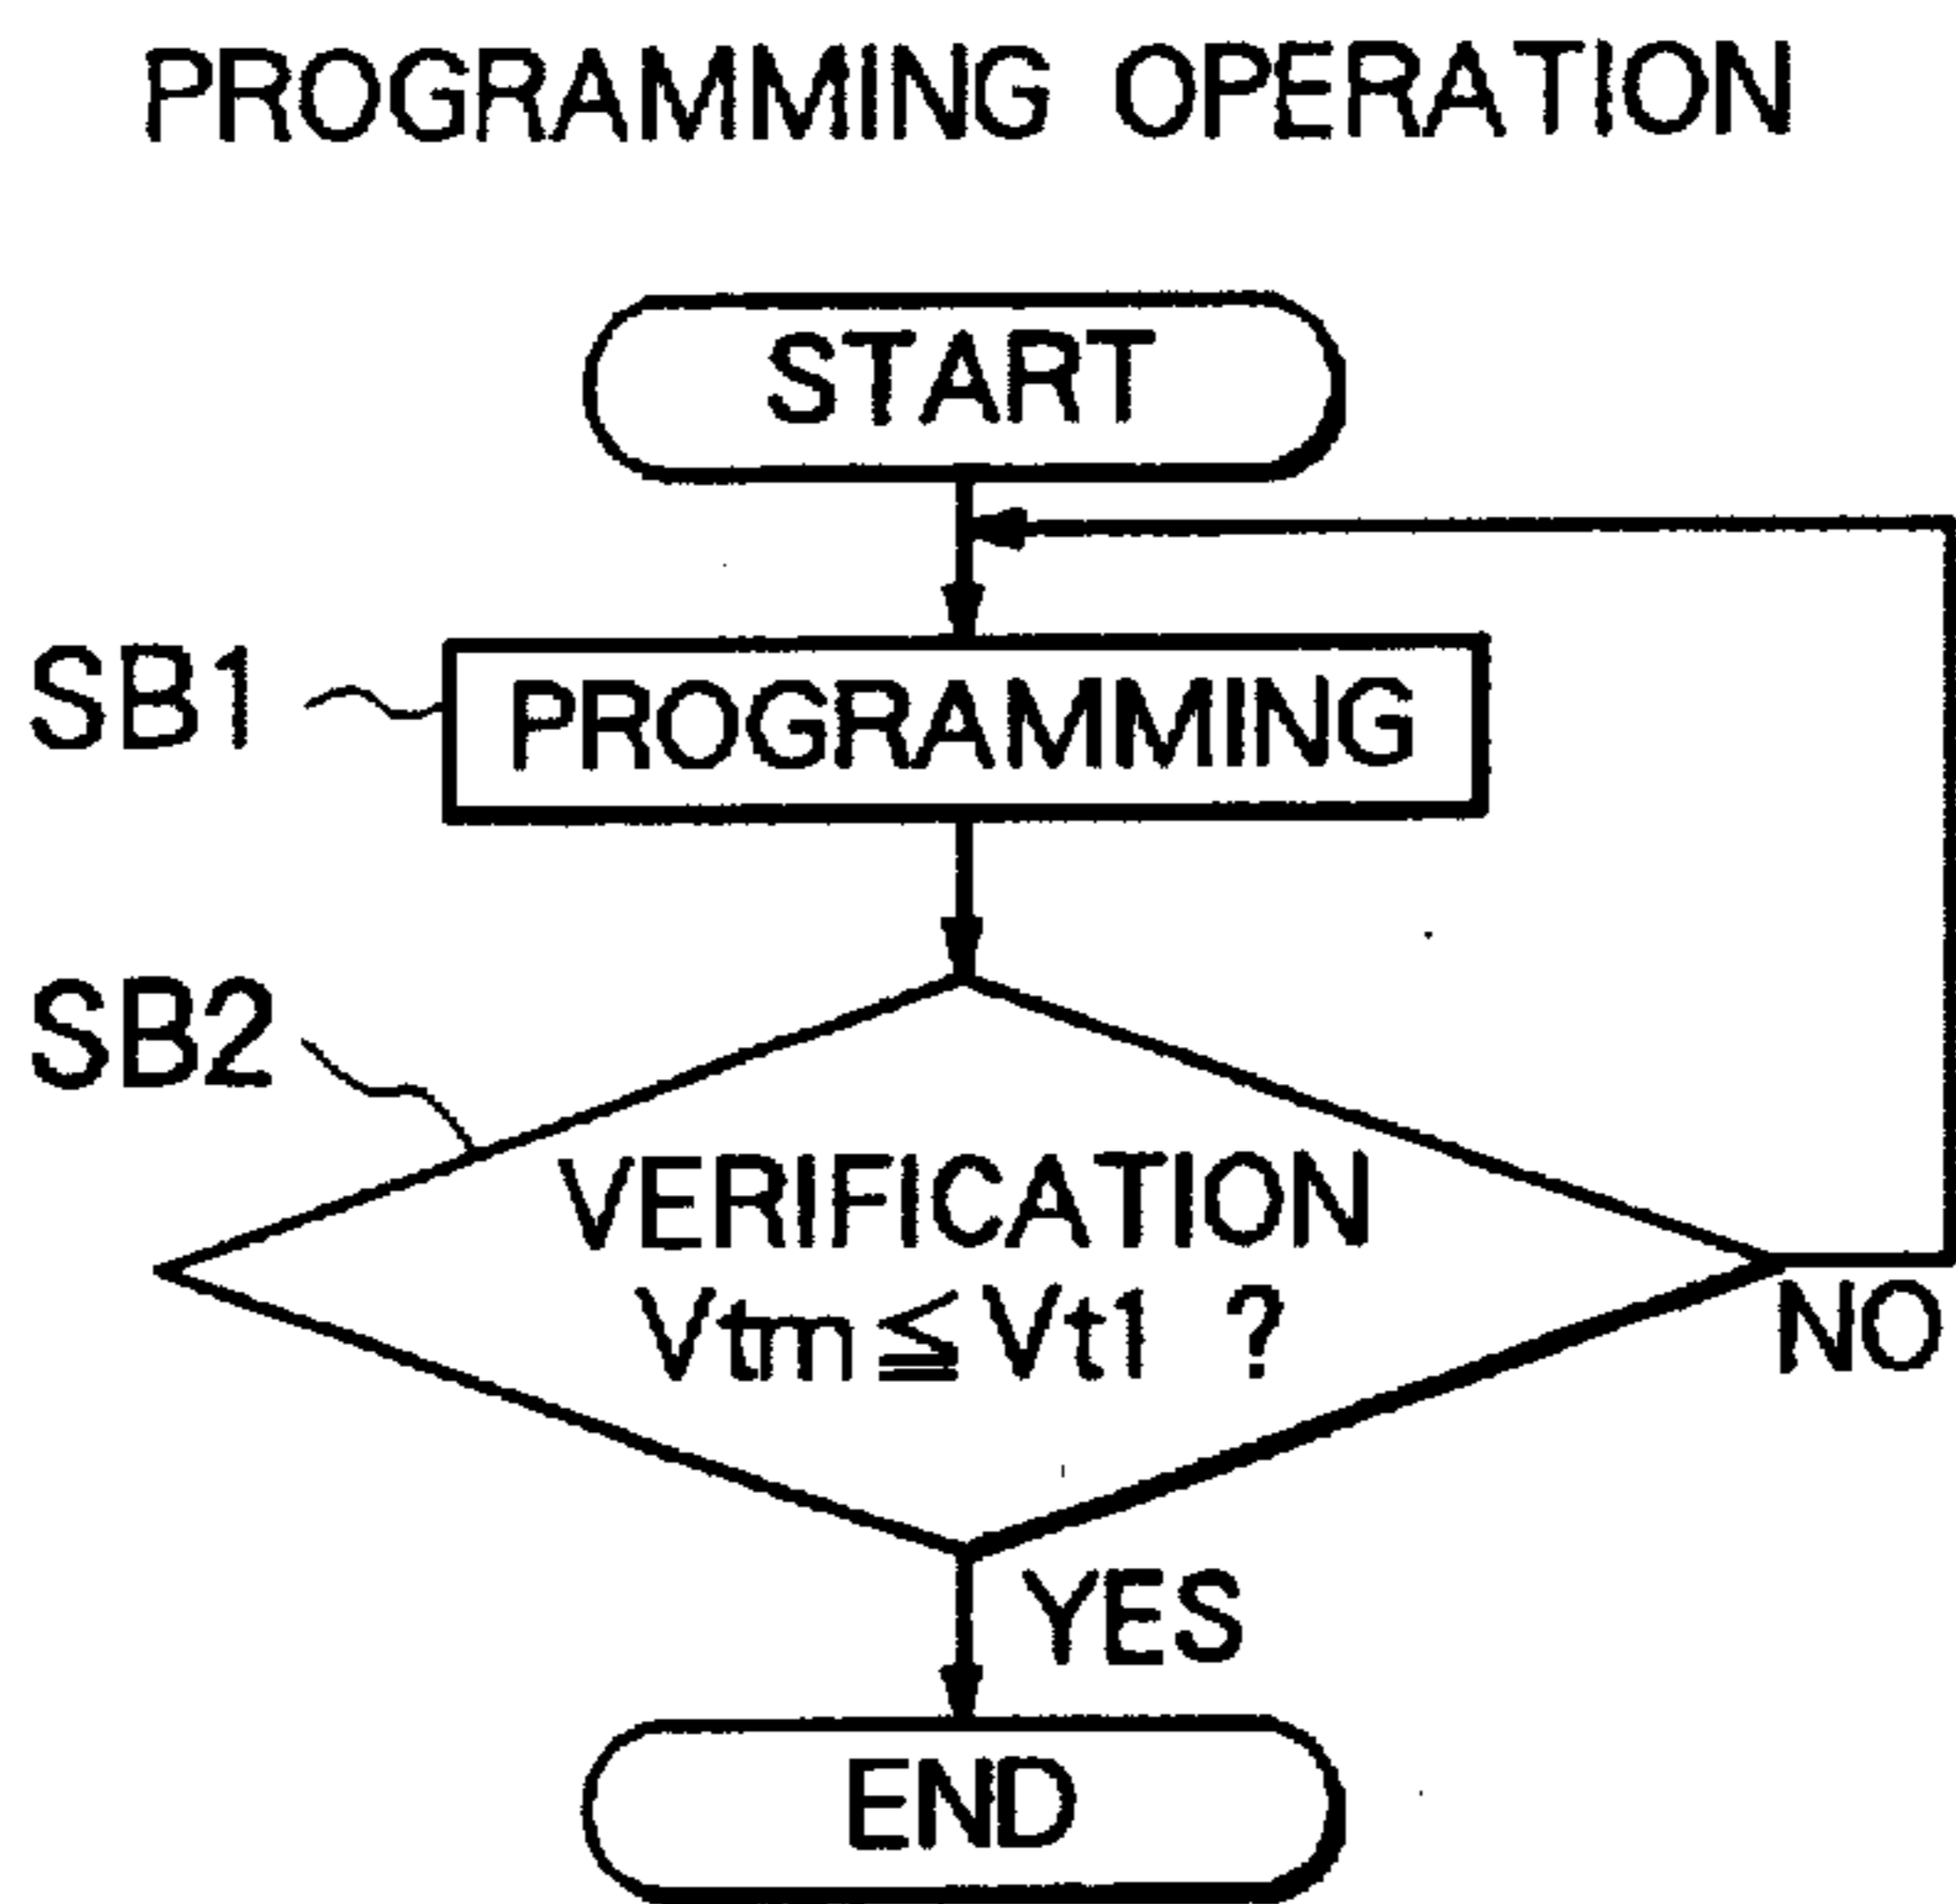 PROGRAMMING OPERATION
START
SB1
PROGRAMMING
SB2
VERIFICATION
Vtm≦Vt1 ?
NO
YES
END